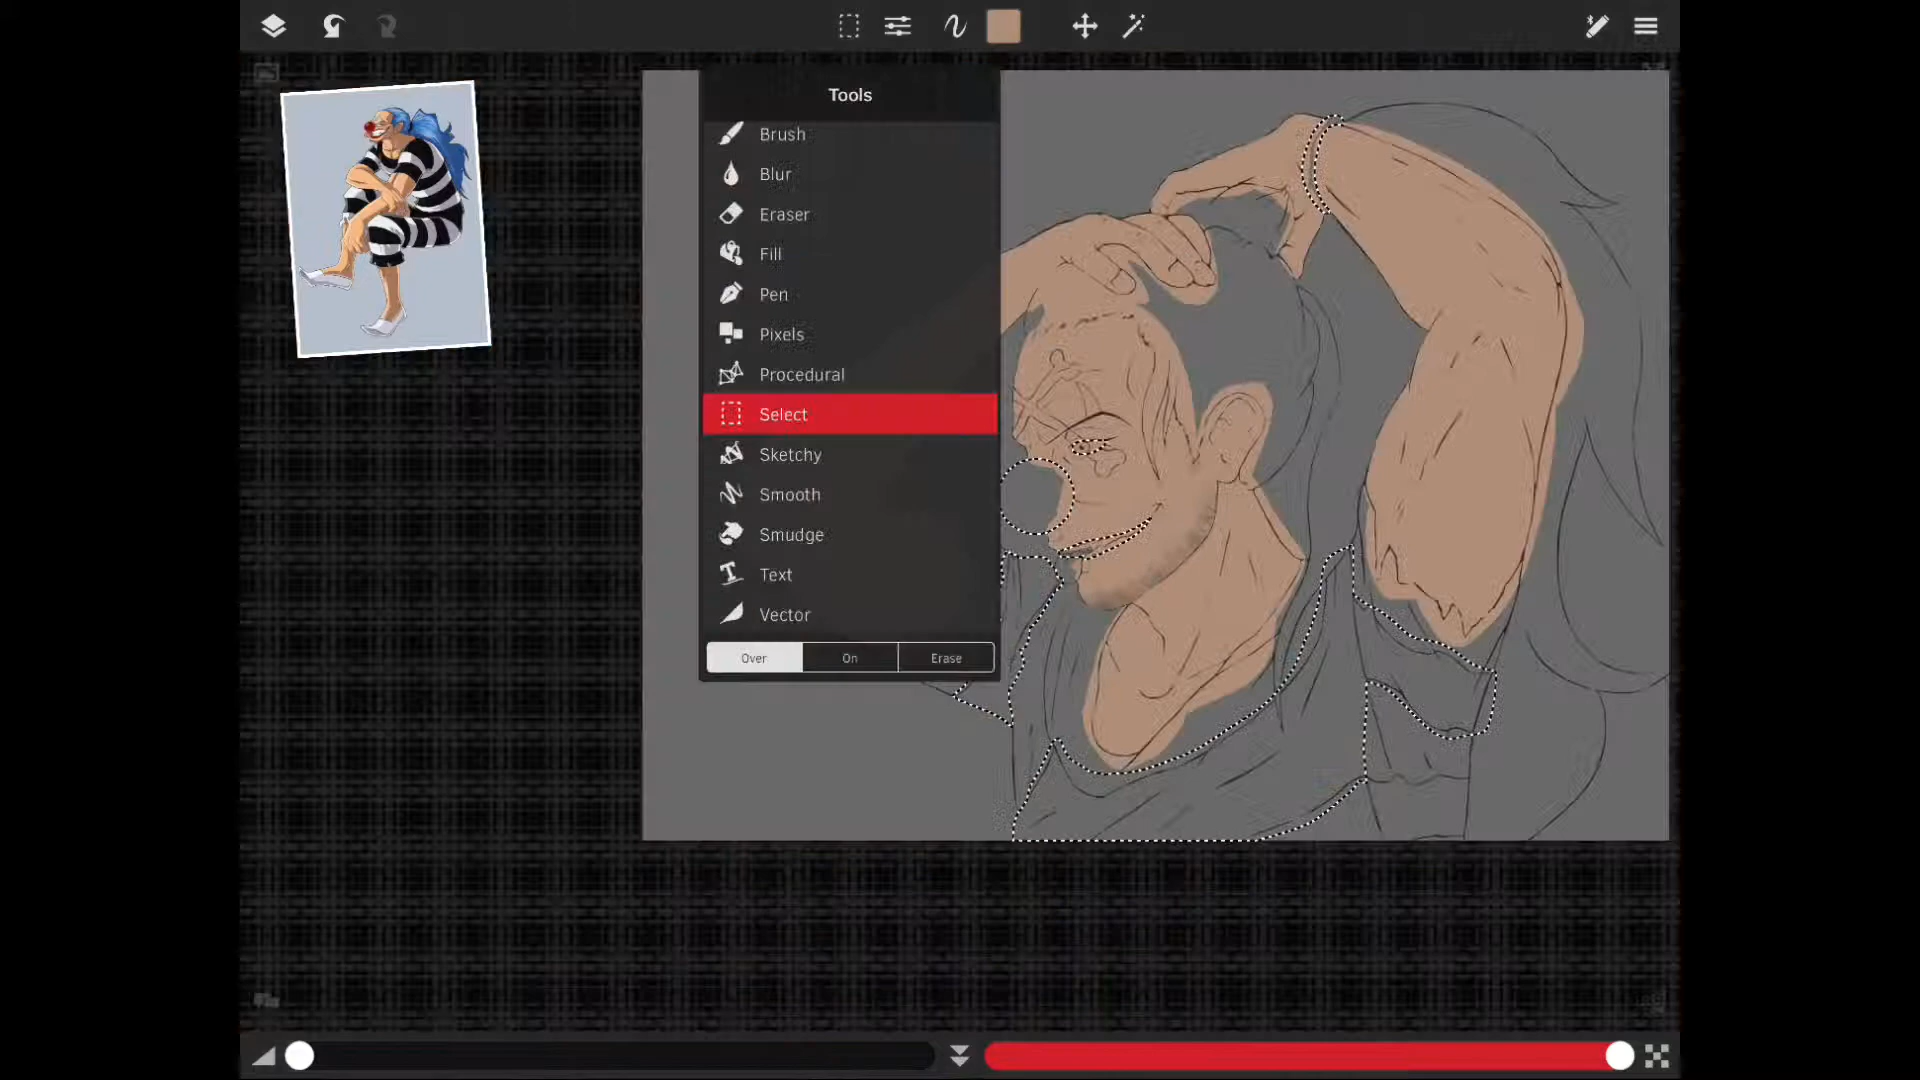 Tools
Brush
Blur
Eraser
Fill
Pen
Pixels
Procedural
Select
Sketchy
Smooth
Smudge
Text
Vector
Over On Erase